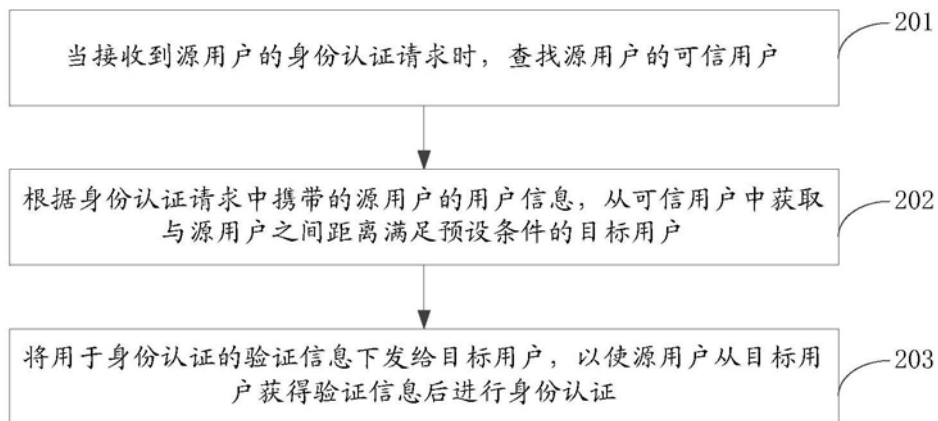 当接收到源用户的身份认证请求时，查找源用户的可信用户
201
根据身份认证请求中携带的源用户的用户信息，从可信用户中获取
与源用户之间距离满足预设条件的目标用户
202
将用于身份认证的验证信息下发给目标用户，以使源用户从目标用
户获得验证信息后进行身份认证
203